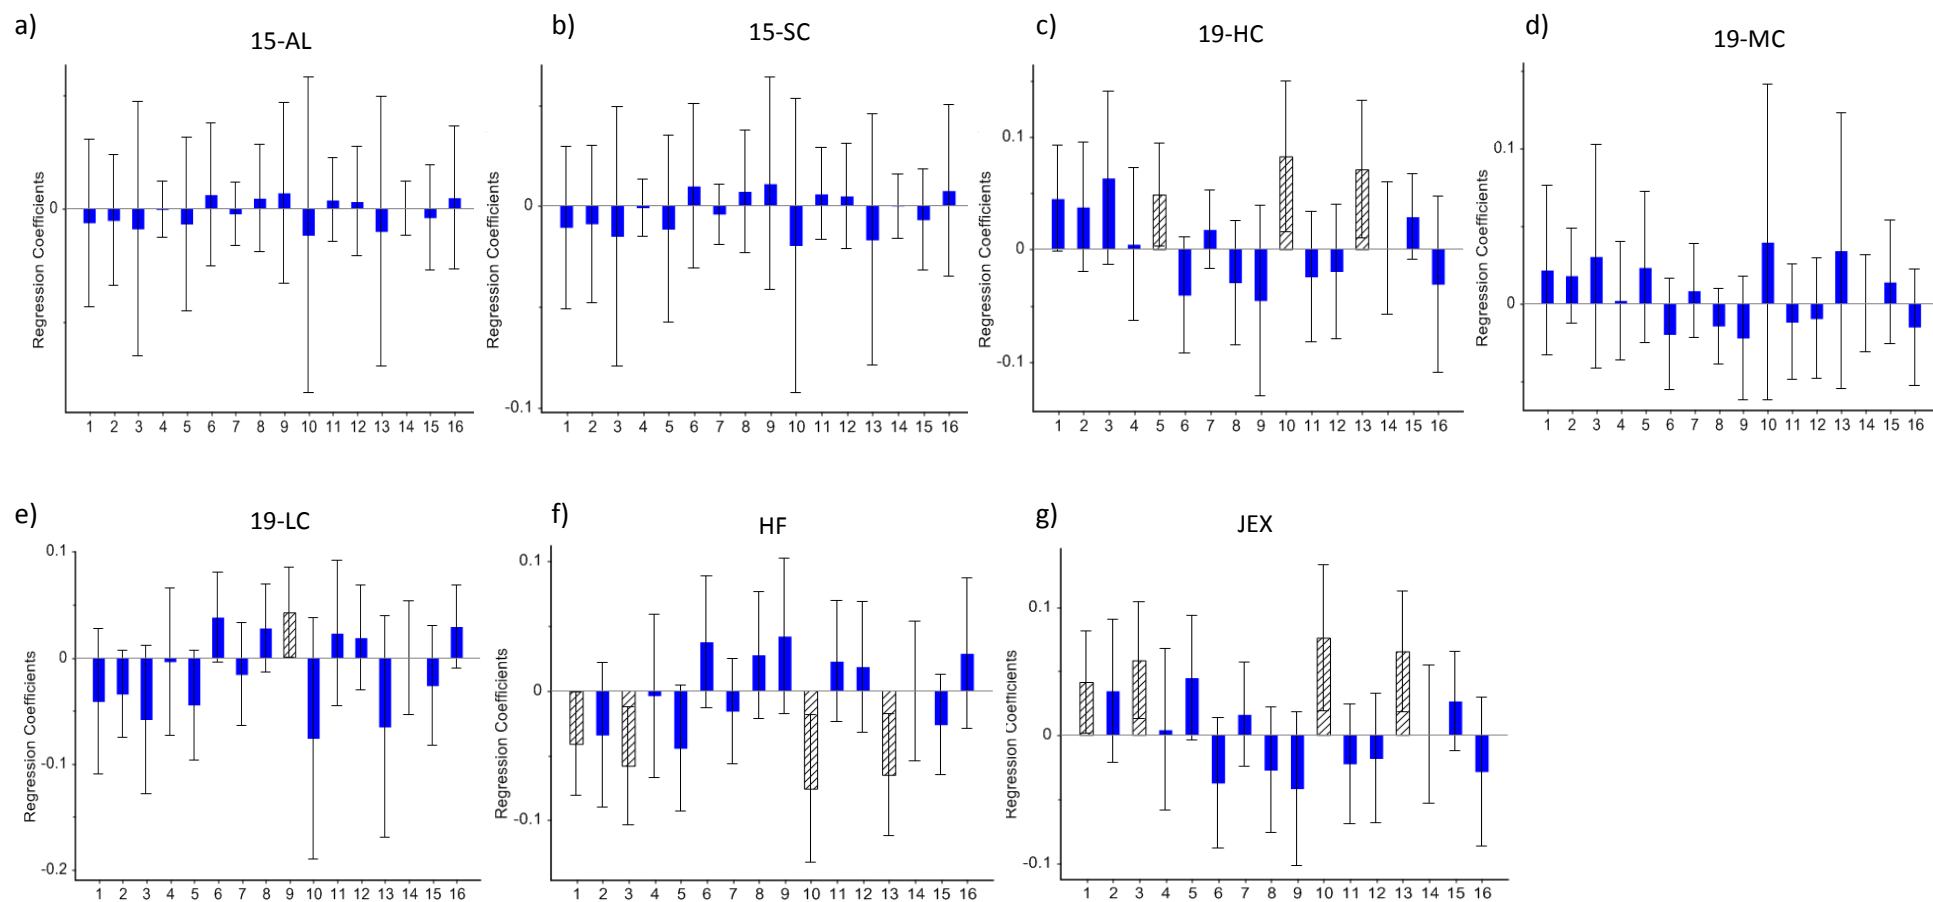 a)
15-AL
Regression Coefficients
0
1 2 3 4 5 6 7 8 9 10 11 12 13 14 15 16
b)
15-SC
Regression Coefficients
0
-0.1
1 2 3 4 5 6 7 8 9 10 11 12 13 14 15 16
c)
19-HC
Regression Coefficients
0.1
0
-0.1
1 2 3 4 5 6 7 8 9 10 11 12 13 14 15 16
d)
19-MC
Regression Coefficients
0.1
0
1 2 3 4 5 6 7 8 9 10 11 12 13 14 15 16
e)
19-LC
Regression Coefficients
0.1
0
-0.1
-0.2
1 2 3 4 5 6 7 8 9 10 11 12 13 14 15 16
f)
HF
Regression Coefficients
0.1
0
-0.1
1 2 3 4 5 6 7 8 9 10 11 12 13 14 15 16
g)
JEX
Regression Coefficients
0.1
0
-0.1
1 2 3 4 5 6 7 8 9 10 11 12 13 14 15 16